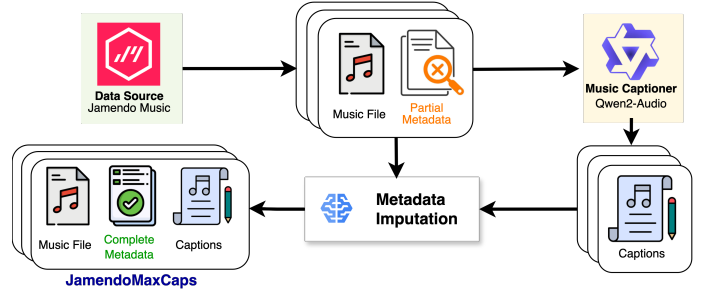 Data Source
Jamendo Music
Music File
Partial
Metadata
Music Captioner
Qwen2-Audio
Metadata
Imputation
Captions
Music File
Complete
Metadata
Captions
JamendoMaxCaps